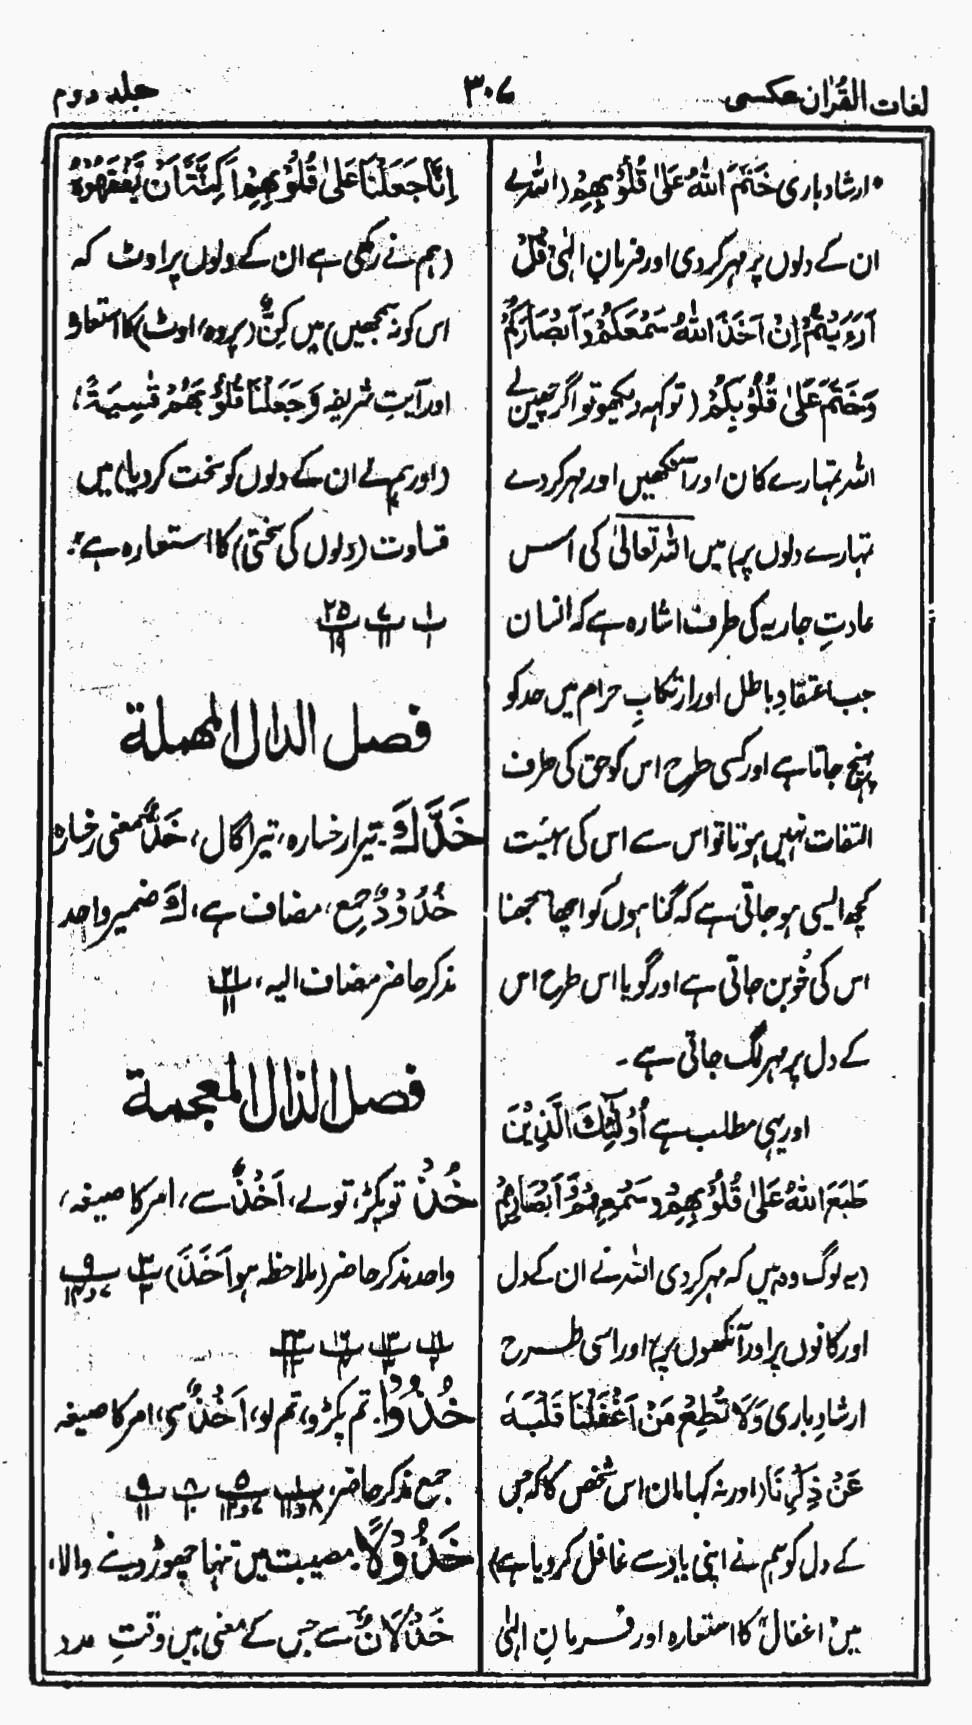 لغات القرآن عکسی
۳۰۷
جلد دوم
ارشاد باری خَتَمَ اللهُ عَلٰی قُلُوْبِهِمْ (اللہ نے
ان کے دلوں پر مہر کردی اور فرمانِ الٰہی قُلْ
اَرَءَيْتُمْ اِنْ اَخَذَ اللهُ سَمْعَكُمْ وَاَبْصَارَكُمْ
وَخَتَمَ عَلٰی قُلُوْبِكُمْ (تو کہہ دیکھو تو اگر چھین لے
اللہ تمہارے کان اور آنکھیں اور مہر کردے
تمہارے دلوں پر) میں اللہ تعالیٰ کی اس
عادتِ جاریہ کی طرف اشارہ ہے کہ انسان
جب اعتقادِ باطل اور ارتکابِ حرام میں حد کو
پہنچ جاتا ہے اور کسی طرح اس کو حق کی طرف
التفات نہیں ہوتا تو اس سے اس کی ہیئت
کچھ ایسی ہو جاتی ہے کہ گناہوں کو اچھا سمجھنا
اس کی خُو بن جاتی ہے اور گویا اس طرح اس
کے دل پر مہر لگ جاتی ہے۔
اور یہی مطلب ہے اُولٰٓئِكَ الَّذِيْنَ
طَبَعَ اللهُ عَلٰی قُلُوْبِهِمْ وَسَمْعِهِمْ وَاَبْصَارِهِمْ
(یہ لوگ وہ ہیں کہ مہر کردی اللہ نے ان کے دل
اور کانوں پر اور آنکھوں پر) اور اسی طرح
ارشادِ باری وَلَا تُطِعْ مَنْ اَغْفَلْنَا قَلْبَهٗ
عَنْ ذِكْرِنَا (اور نہ کہا مان اس شخص کا کہ جس
کے دل کو ہم نے اپنی یاد سے غافل کر دیا ہے)
میں اغفال کا استعارہ اور فرمانِ الٰہی
اِنَّا جَعَلْنَا عَلٰی قُلُوْبِهِمْ اَكِنَّةً اَنْ يَّفْقَهُوْهُ
(ہم نے رکھی ہے ان کے دلوں پر اوٹ کہ
اس کو نہ سمجھیں) میں کِنٌّ (پردہ، اوٹ) کا استعارہ
اور آیتِ شریفہ وَجَعَلْنَا قُلُوْبَهُمْ قٰسِيَةً؛
(اور ہم نے ان کے دلوں کو سخت کردیا) میں
قساوت (دلوں کی سختی) کا استعارہ ہے"۔
پ ۱/۱ پ ۷/۱۱ پ ۲۵/۱۹
فصل الدال المهملة
خَدَّكَ۔ تیرا رخسارہ، تیرا گال، خَدٌّ بمعنی رخسارہ
خُدُوْدٌ جمع، مضاف ہے، كَ ضمیر واحد
مذکر حاضر مضاف الیہ، پ ۲۱/۱۱
فصل الذال المعجمة
خُذْ تو پکڑ، تو لے، اَخْذٌ سے، امر کا صیغہ،
واحد مذکر حاضر (ملاحظہ ہو اَخَذَ)
خُذُوْا۔ تم پکڑو، تم لو، اَخْذٌ سے، امر کا صیغہ
جمع مذکر حاضر،
خَذُوْلًا۔ مصیبت میں تنہا چھوڑ دینے والا،
خَذْلَانٌ سے جس کے معنی ہیں وقتِ مدد